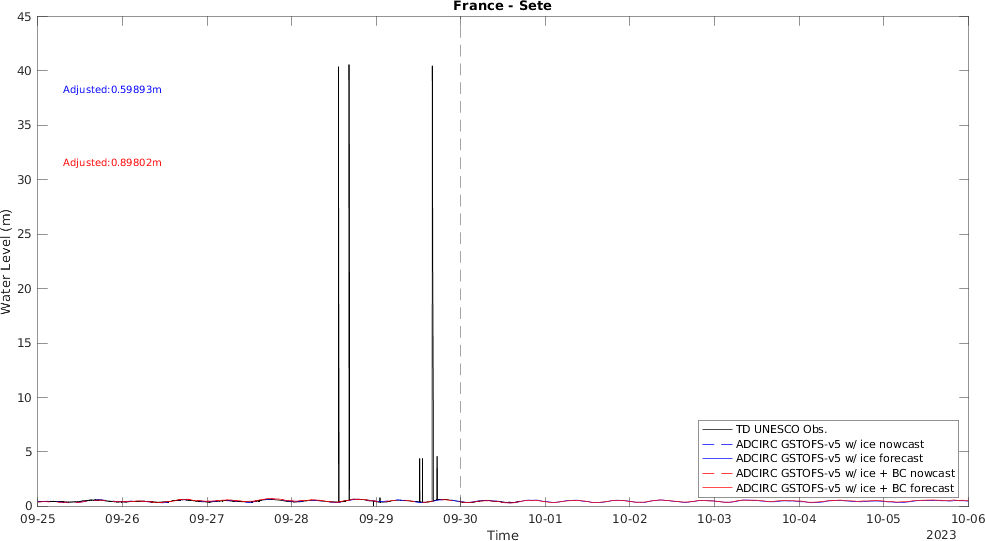 France - Sete
45
40
35
30
25
20
15
10
5
0
Water Level (m)
Adjusted:0.59893m
Adjusted:0.89802m
TD UNESCO Obs.
ADCIRC GSTOFS-v5 w/ ice nowcast
ADCIRC GSTOFS-v5 w/ ice forecast
ADCIRC GSTOFS-v5 w/ ice + BC nowcast
ADCIRC GSTOFS-v5 w/ ice + BC forecast
09-25 09-26 09-27 09-28 09-29 09-30 10-01 10-02 10-03 10-04 10-05 10-06
Time
2023